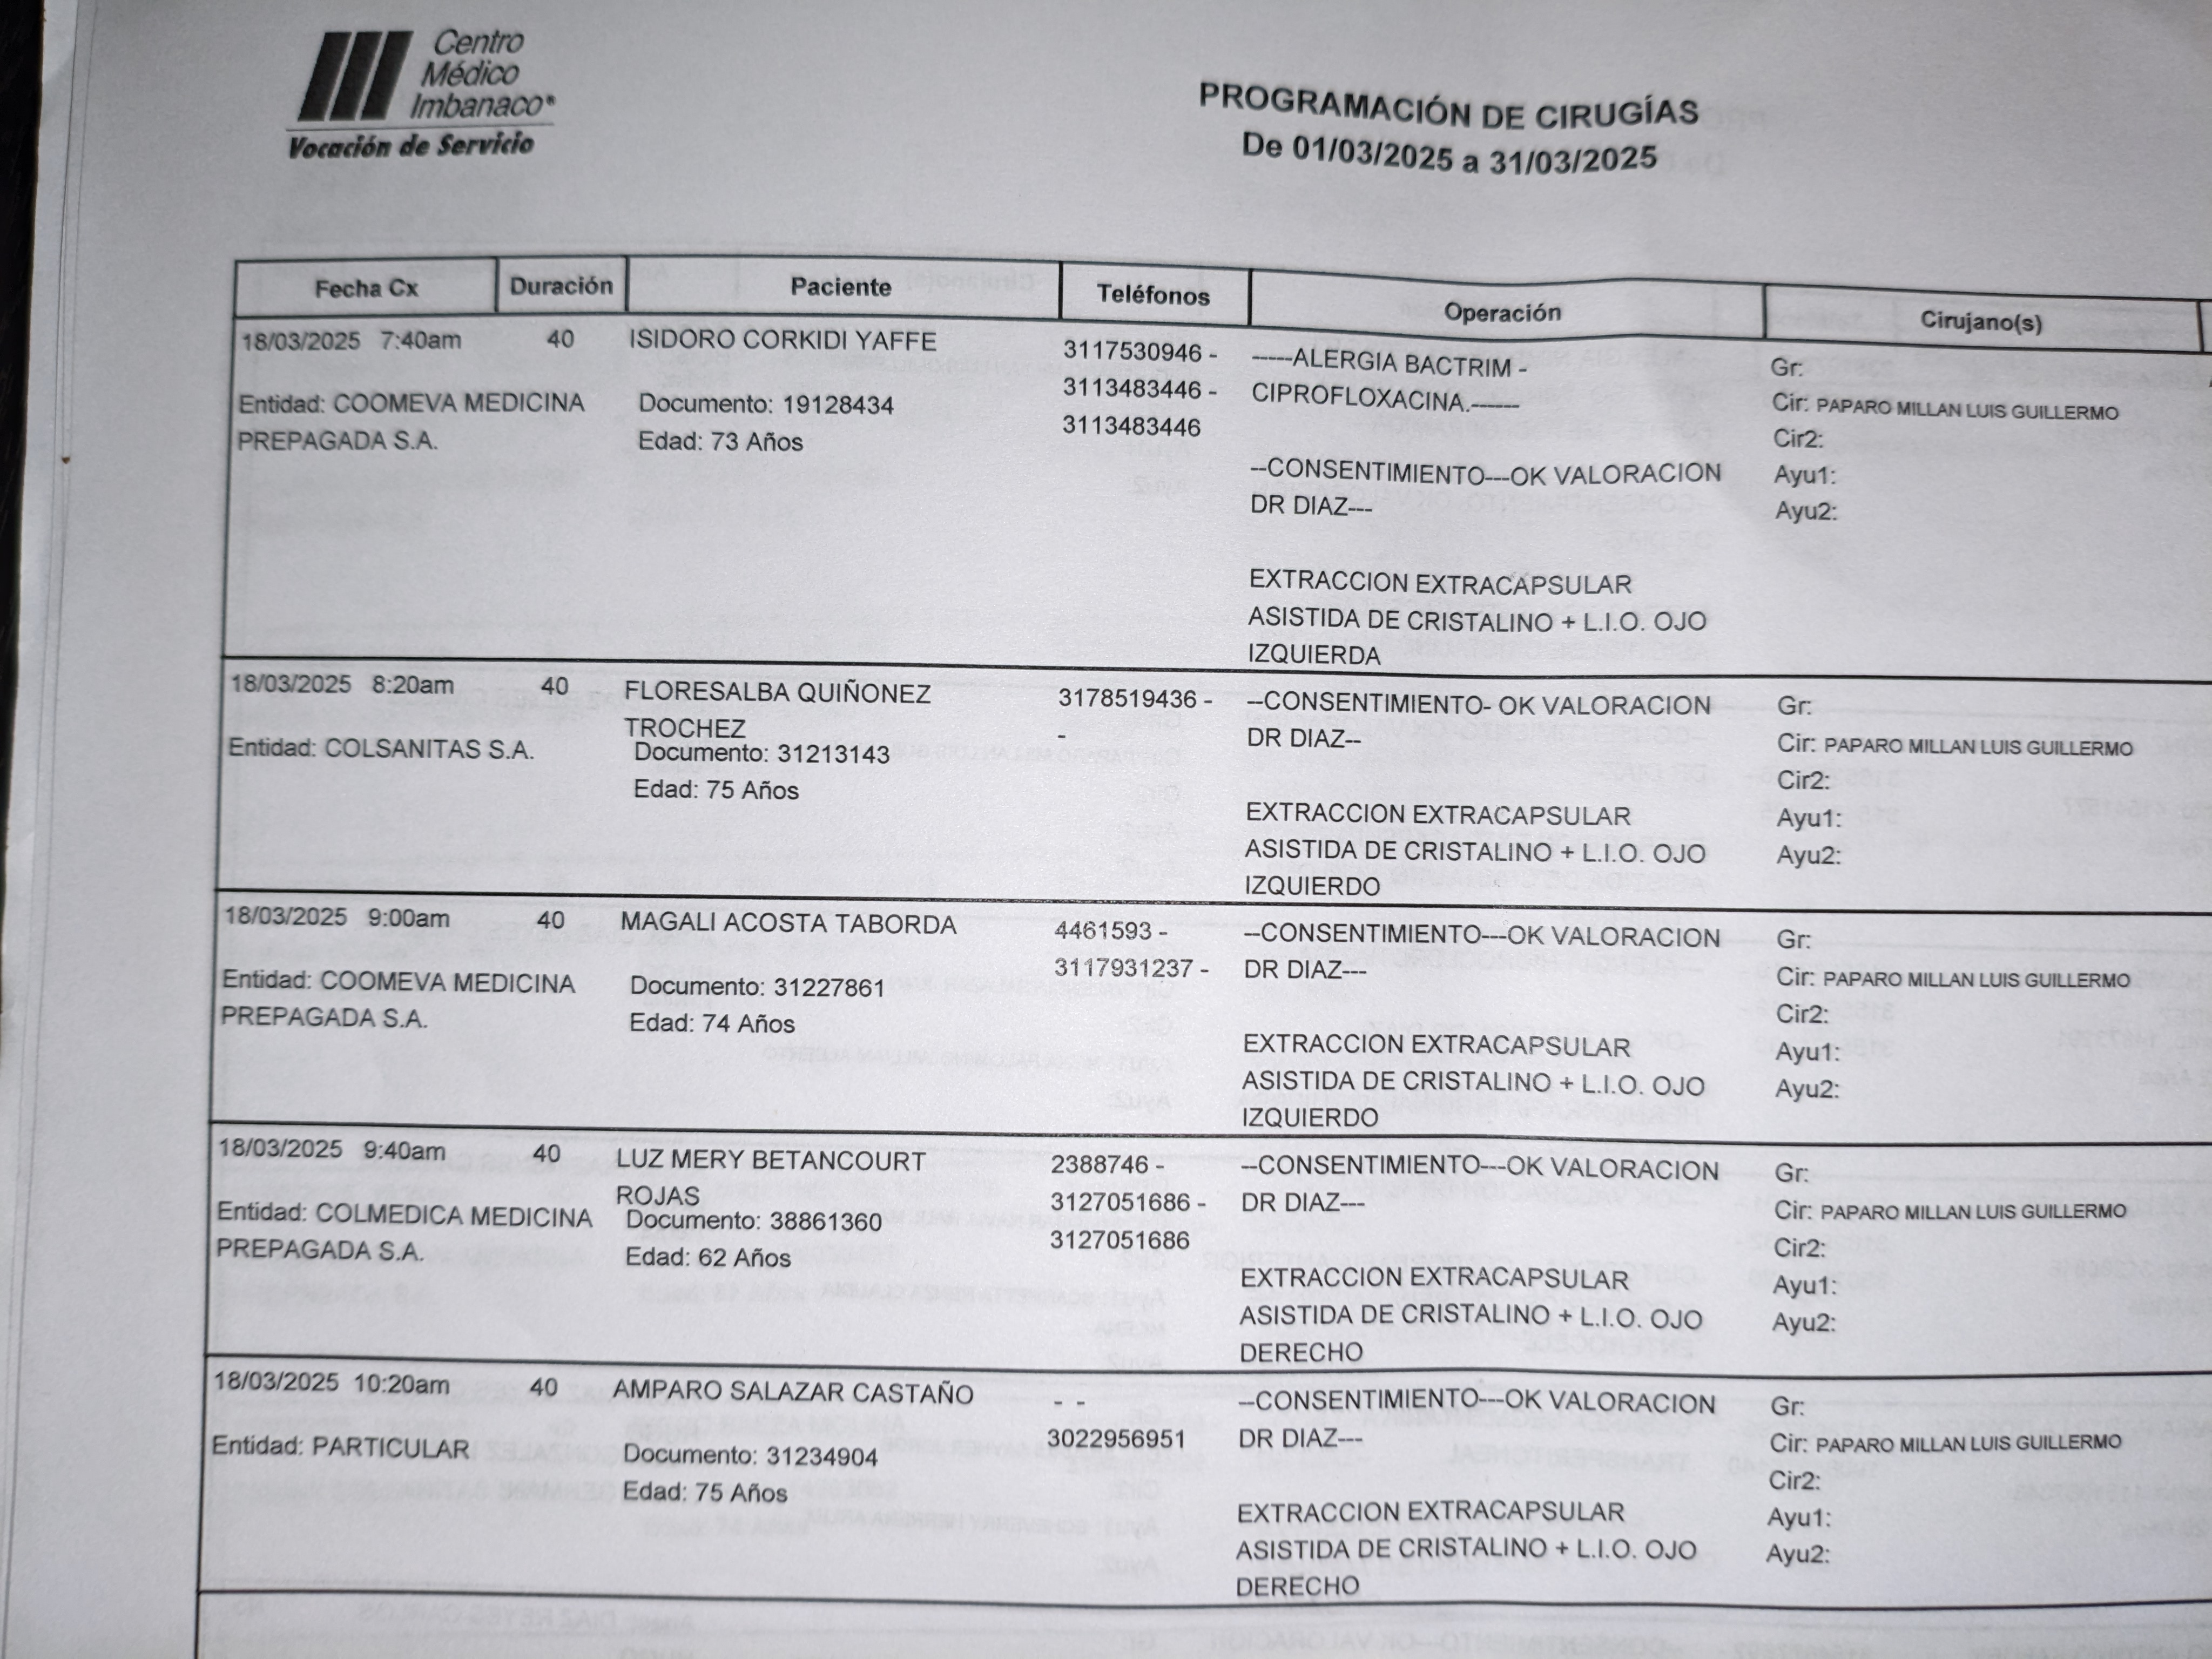 Centro
Médico
Imbanaco®
Vocación de Servicio
PROGRAMACIÓN DE CIRUGÍAS
De 01/03/2025 a 31/03/2025
Fecha Cx Duración Paciente Teléfonos Operación Cirujano(s)
18/03/2025 7:40am 40 ISIDORO CORKIDI YAFFE
Entidad: COOMEVA MEDICINA
PREPAGADA S.A.
Documento: 19128434
Edad: 73 Años
3117530946 -
3113483446 -
3113483446
-----ALERGIA BACTRIM -
CIPROFLOXACINA.------
--CONSENTIMIENTO---OK VALORACION
DR DIAZ---
EXTRACCION EXTRACAPSULAR
ASISTIDA DE CRISTALINO + L.I.O. OJO
IZQUIERDA
Gr:
Cir: PAPARO MILLAN LUIS GUILLERMO
Cir2:
Ayu1:
Ayu2:
18/03/2025 8:20am 40 FLORESALBA QUIÑONEZ
TROCHEZ
Entidad: COLSANITAS S.A.
Documento: 31213143
Edad: 75 Años
3178519436 -
-
--CONSENTIMIENTO- OK VALORACION
DR DIAZ--
EXTRACCION EXTRACAPSULAR
ASISTIDA DE CRISTALINO + L.I.O. OJO
IZQUIERDO
Gr:
Cir: PAPARO MILLAN LUIS GUILLERMO
Cir2:
Ayu1:
Ayu2:
18/03/2025 9:00am 40 MAGALI ACOSTA TABORDA
Entidad: COOMEVA MEDICINA
PREPAGADA S.A.
Documento: 31227861
Edad: 74 Años
4461593 -
3117931237 -
--CONSENTIMIENTO---OK VALORACION
DR DIAZ---
EXTRACCION EXTRACAPSULAR
ASISTIDA DE CRISTALINO + L.I.O. OJO
IZQUIERDO
Gr:
Cir: PAPARO MILLAN LUIS GUILLERMO
Cir2:
Ayu1:
Ayu2:
18/03/2025 9:40am 40 LUZ MERY BETANCOURT
ROJAS
Entidad: COLMEDICA MEDICINA
PREPAGADA S.A.
Documento: 38861360
Edad: 62 Años
2388746 -
3127051686 -
3127051686
--CONSENTIMIENTO---OK VALORACION
DR DIAZ---
EXTRACCION EXTRACAPSULAR
ASISTIDA DE CRISTALINO + L.I.O. OJO
DERECHO
Gr:
Cir: PAPARO MILLAN LUIS GUILLERMO
Cir2:
Ayu1:
Ayu2:
18/03/2025 10:20am 40 AMPARO SALAZAR CASTAÑO
Entidad: PARTICULAR
Documento: 31234904
Edad: 75 Años
- -
3022956951
--CONSENTIMIENTO---OK VALORACION
DR DIAZ---
EXTRACCION EXTRACAPSULAR
ASISTIDA DE CRISTALINO + L.I.O. OJO
DERECHO
Gr:
Cir: PAPARO MILLAN LUIS GUILLERMO
Cir2:
Ayu1:
Ayu2: